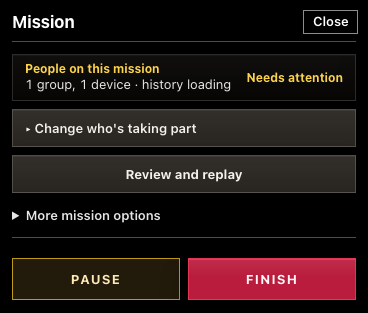 Mission
Close
People on this mission
1 group, 1 device · history loading
Needs attention
▸ Change who's taking part
Review and replay
▶ More mission options
PAUSE
FINISH